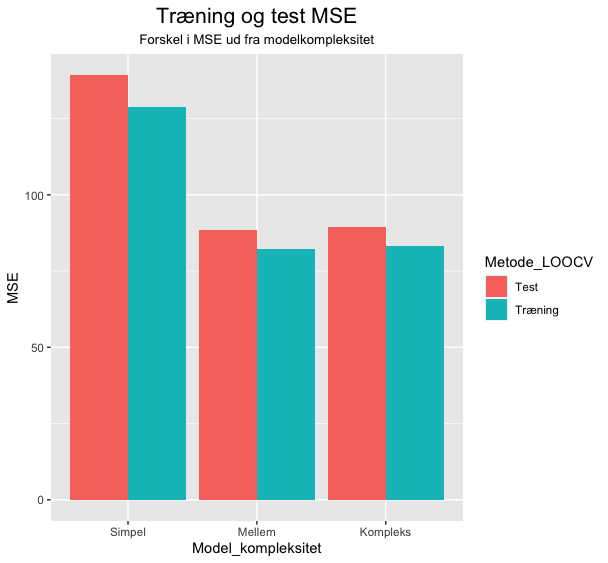 Træning og test MSE
Forskel i MSE ud fra modelkompleksitet
MSE
100
50
0
Simpel Mellem Kompleks
Model_kompleksitet
Metode_LOOCV
Test
Træning